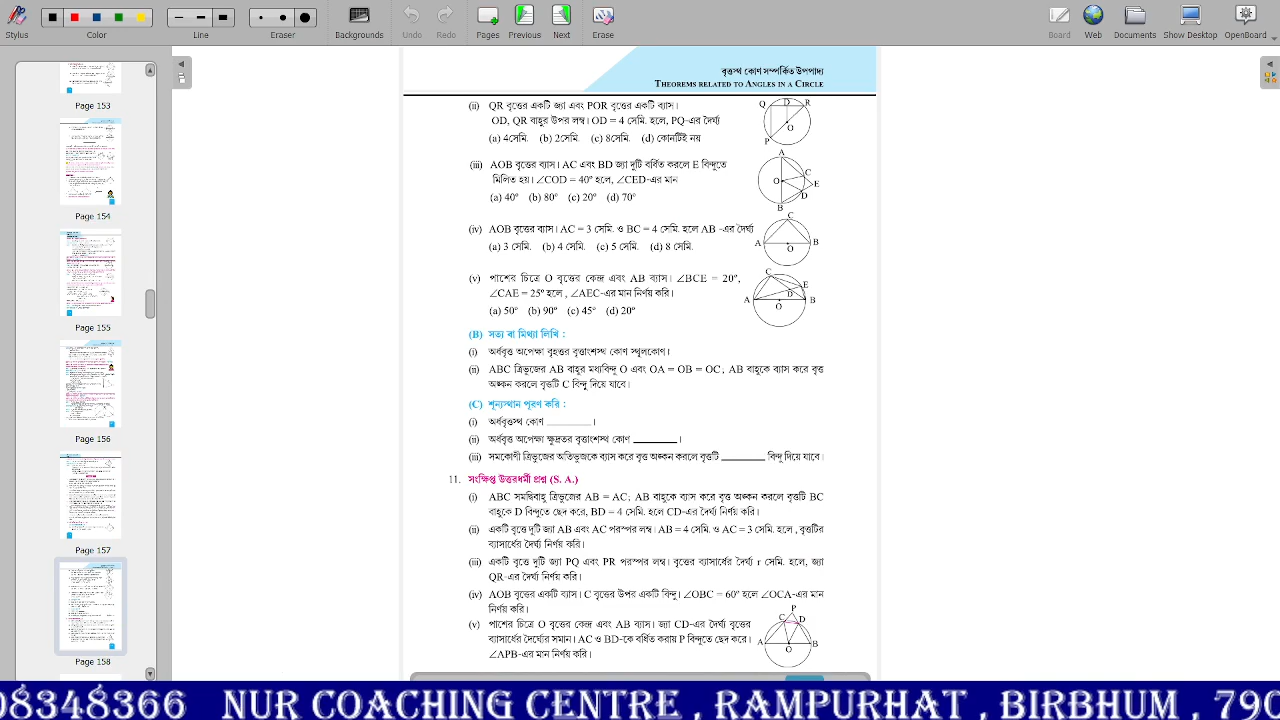 Stylus
Color
Line
Eraser
Backgrounds
Undo
Redo
Pages
Previous
Next
Erase
Board
Web
Documents
Show Desktop
OpenBoard
Page 153
Page 154
Page 155
Page 156
Page 157
Page 158
বৃত্তস্থ কোণ সম্পর্কিত উপপাদ্য
THEOREMS RELATED TO ANGLES IN A CIRCLE
(ii) QR বৃত্তের একটি জ্যা এবং POR বৃত্তের একটি ব্যাস।
OD, QR বাহুর উপর লম্ব। OD = 4 সেমি. হলে, PQ-এর দৈর্ঘ্য
(a) 4সেমি. (b) 2সেমি. (c) 8সেমি. (d) কোনটিই নয়
Q D R
O
P
(iii) AOB বৃত্তের ব্যাস। AC এবং BD জ্যা দুটি বর্ধিত করলে E বিন্দুতে
মিলিত হয়। ∠COD = 40° হলে, ∠CED-এর মান
(a) 40° (b) 80° (c) 20° (d) 70°
A
C
O E
D
B
(iv) AOB বৃত্তের ব্যাস। AC = 3 সেমি. ও BC = 4 সেমি. হলে AB -এর দৈর্ঘ্য
(a) 3 সেমি. (b) 4 সেমি. (c) 5 সেমি. (d) 8 সেমি.
C
A B
O
(v) পাশের চিত্রে O বৃত্তের কেন্দ্র এবং AB ব্যাস। ∠BCE = 20°,
∠CAE = 25° হলে , ∠AEC-এর মান নির্ণয় করি।
(a) 50° (b) 90° (c) 45° (d) 20°
C
E
D
A B
O
(B) সত্য বা মিথ্যা লিখি :
(i) অর্ধবৃত্ত অপেক্ষা বৃহত্তর বৃত্তাংশস্থ কোণ স্থূলকোণ।
(ii) ABC ত্রিভুজের AB বাহুর মধ্যবিন্দু O এবং OA = OB = OC, AB বাহুকে ব্যাস করে বৃত্ত
অঙ্কন করলে বৃত্তটি C বিন্দু দিয়ে যাবে।
(C) শূন্যস্থান পূরণ করি :
(i) অর্ধবৃত্তস্থ কোণ ________ ।
(ii) অর্ধবৃত্ত অপেক্ষা ক্ষুদ্রতর বৃত্তাংশস্থ কোণ ________ ।
(iii) সমকোণী ত্রিভুজের অতিভুজকে ব্যাস করে বৃত্ত অঙ্কন করলে বৃত্তটি ________ বিন্দু দিয়ে যাবে।
11. সংক্ষিপ্ত উত্তরধর্মী প্রশ্ন (S. A.)
(i) ABC সমদ্বিবাহু ত্রিভুজের AB = AC, AB বাহুকে ব্যাস করে বৃত্ত অঙ্কন করলে বৃত্তটি BC
বাহুকে D বিন্দুতে ছেদ করে, BD = 4 সেমি. হলে CD-এর দৈর্ঘ্য নির্ণয় করি।
(ii) একটি বৃত্তে দুটি জ্যা AB এবং AC পরস্পর লম্ব। AB = 4 সেমি. ও AC = 3 সেমি. হলে , বৃত্তটির
ব্যাসার্ধের দৈর্ঘ্য নির্ণয় করি।
(iii) একটি বৃত্তে দুটি জ্যা PQ এবং PR পরস্পর লম্ব। বৃত্তের ব্যাসার্ধের দৈর্ঘ্য r সেমি. হলে, জ্যা
QR-এর দৈর্ঘ্য নির্ণয় করি।
(iv) AOB বৃত্তের একটি ব্যাস। C বৃত্তের উপর একটি বিন্দু। ∠OBC = 60° হলে ∠OCA-এর মান
নির্ণয় করি।
(v) পাশের চিত্রে O বৃত্তের কেন্দ্র এবং AB ব্যাস। জ্যা CD-এর দৈর্ঘ্য বৃত্তের
ব্যাসার্ধের দৈর্ঘ্যের সমান। AC ও BD-কে বর্ধিত করায় P বিন্দুতে ছেদ করে।
∠APB-এর মান নির্ণয় করি।
P
C D
A B
O
08348366 NUR COACHING CENTRE , RAMPURHAT , BIRBHUM , 790